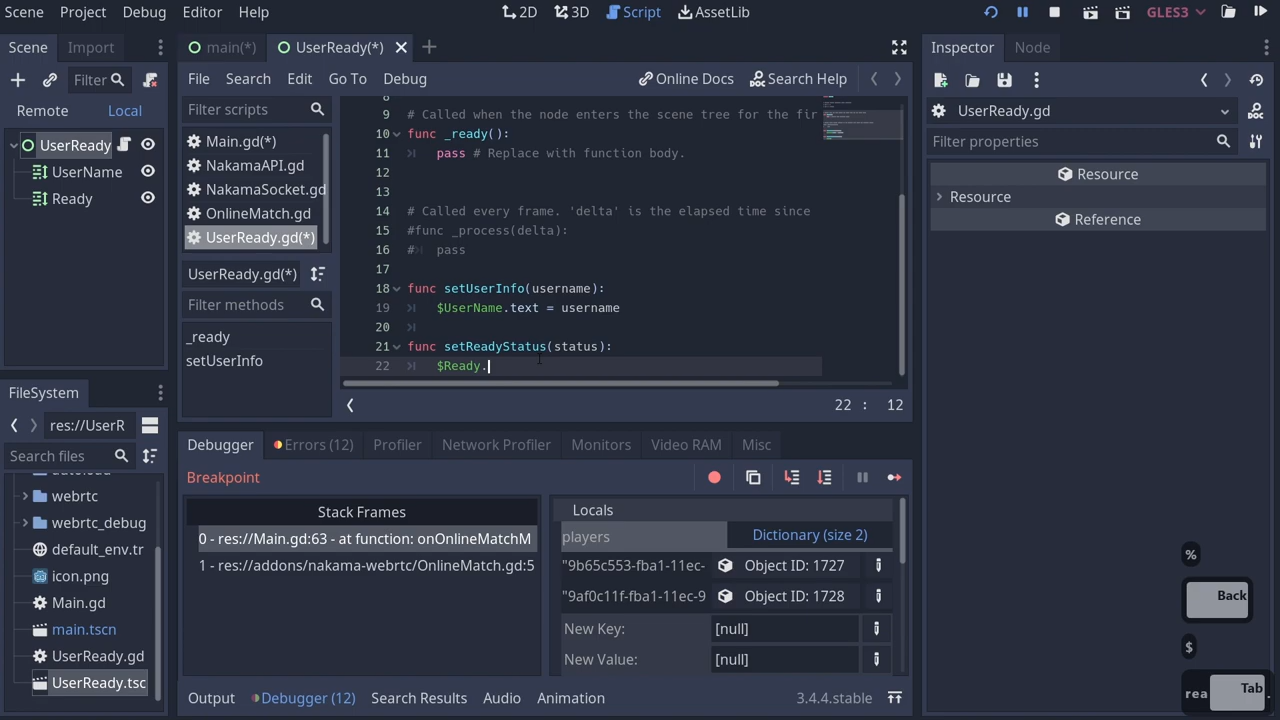 Scene Project Debug Editor Help 2D 3D Script AssetLib GLES3
Scene Import main(*) UserReady(*) Inspector Node
Filter File Search Edit Go To Debug Online Docs Search Help
Remote Local Filter scripts UserReady.gd
UserReady Main.gd(*) Filter properties
UserName NakamaAPI.gd Resource
Ready NakamaSocket.gd Resource
OnlineMatch.gd Reference
UserReady.gd(*)
UserReady.gd(*)
Filter methods
_ready
setUserInfo
8
9 # Called when the node enters the scene tree for the fir
10 func _ready():
11 pass # Replace with function body.
12
13
14 # Called every frame. 'delta' is the elapsed time since
15 #func _process(delta):
16 # pass
17
18 func setUserInfo(username):
19 $UserName.text = username
20
21 func setReadyStatus(status):
22 $Ready.
22 : 12
FileSystem
res://UserR
Search files
webrtc
webrtc_debug
default_env.tr
icon.png
Main.gd
main.tscn
UserReady.gd
UserReady.tsc
Debugger Errors (12) Profiler Network Profiler Monitors Video RAM Misc
Breakpoint
Stack Frames
0 - res://Main.gd:63 - at function: onOnlineMatchM
1 - res://addons/nakama-webrtc/OnlineMatch.gd:5
Locals
players Dictionary (size 2)
"9b65c553-fba1-11ec- Object ID: 1727
"9af0c11f-fba1-11ec-9 Object ID: 1728
New Key: [null]
New Value: [null]
Output Debugger (12) Search Results Audio Animation 3.4.4.stable
%
Back
$
rea Tab .